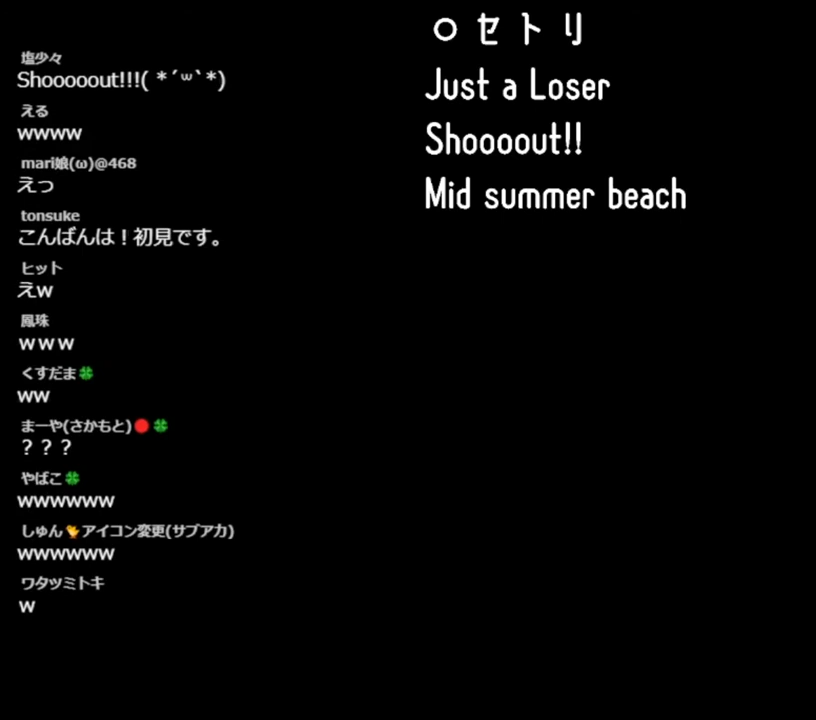 塩少々
Shooooout!!!( *´꒳`*)
える
wwww
mari娘(ω)@468
えっ
tonsuke
こんばんは！初見です。
ヒット
えw
鳳珠
ｗｗｗ
くすだま🍀
ww
まーや(さかもと)🔴🍀
？？？
やばこ🍀
wwwwww
しゅん🐤アイコン変更(サブアカ)
wwwwww
ワタツミトキ
w
○セトリ
Just a Loser
Shoooout!!
Mid summer beach